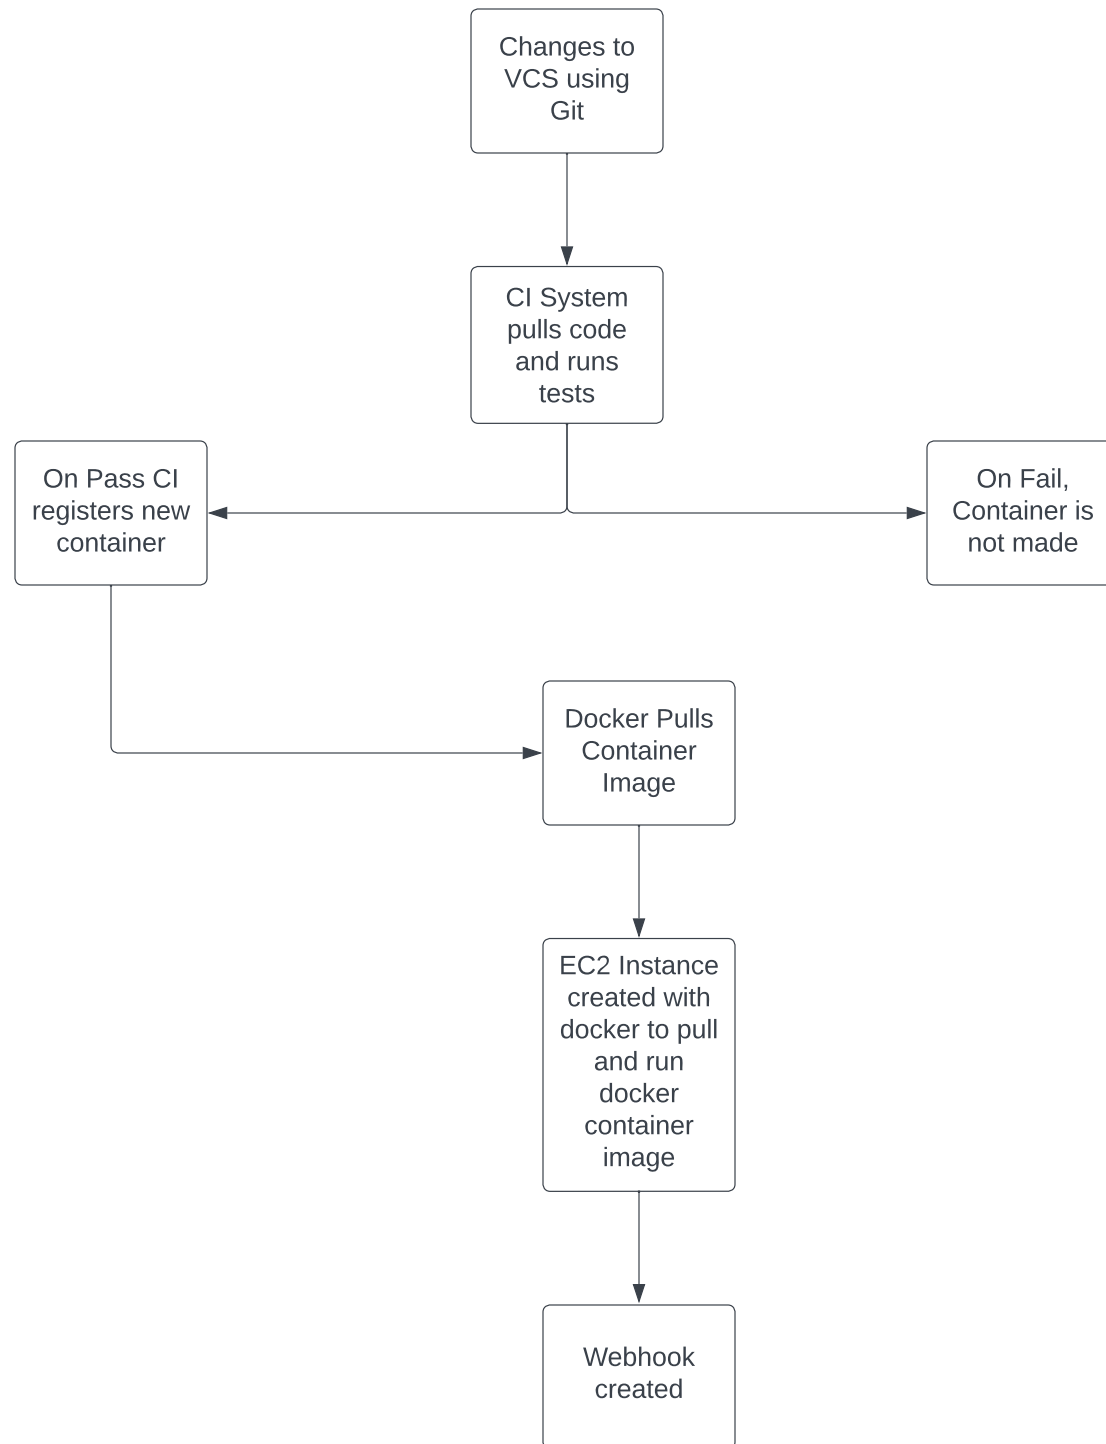 Changes to
VCS using
Git
CI System
pulls code
and runs
tests
On Pass CI
registers new
container
On Fail,
Container is
not made
Docker Pulls
Container
Image
EC2 Instance
created with
docker to pull
and run
docker
container
image
Webhook
created